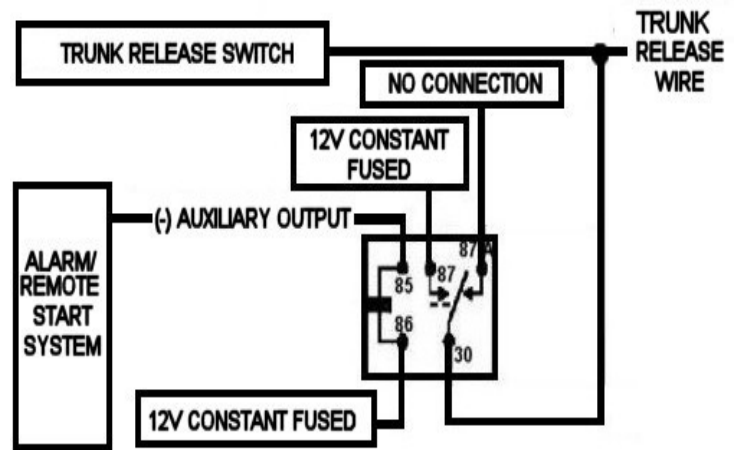 TRUNK RELEASE SWITCH
TRUNK
RELEASE
WIRE
NO CONNECTION
12V CONSTANT
FUSED
(-) AUXILIARY OUTPUT
ALARM/
REMOTE
START
SYSTEM
87A
87
85
86
30
12V CONSTANT FUSED